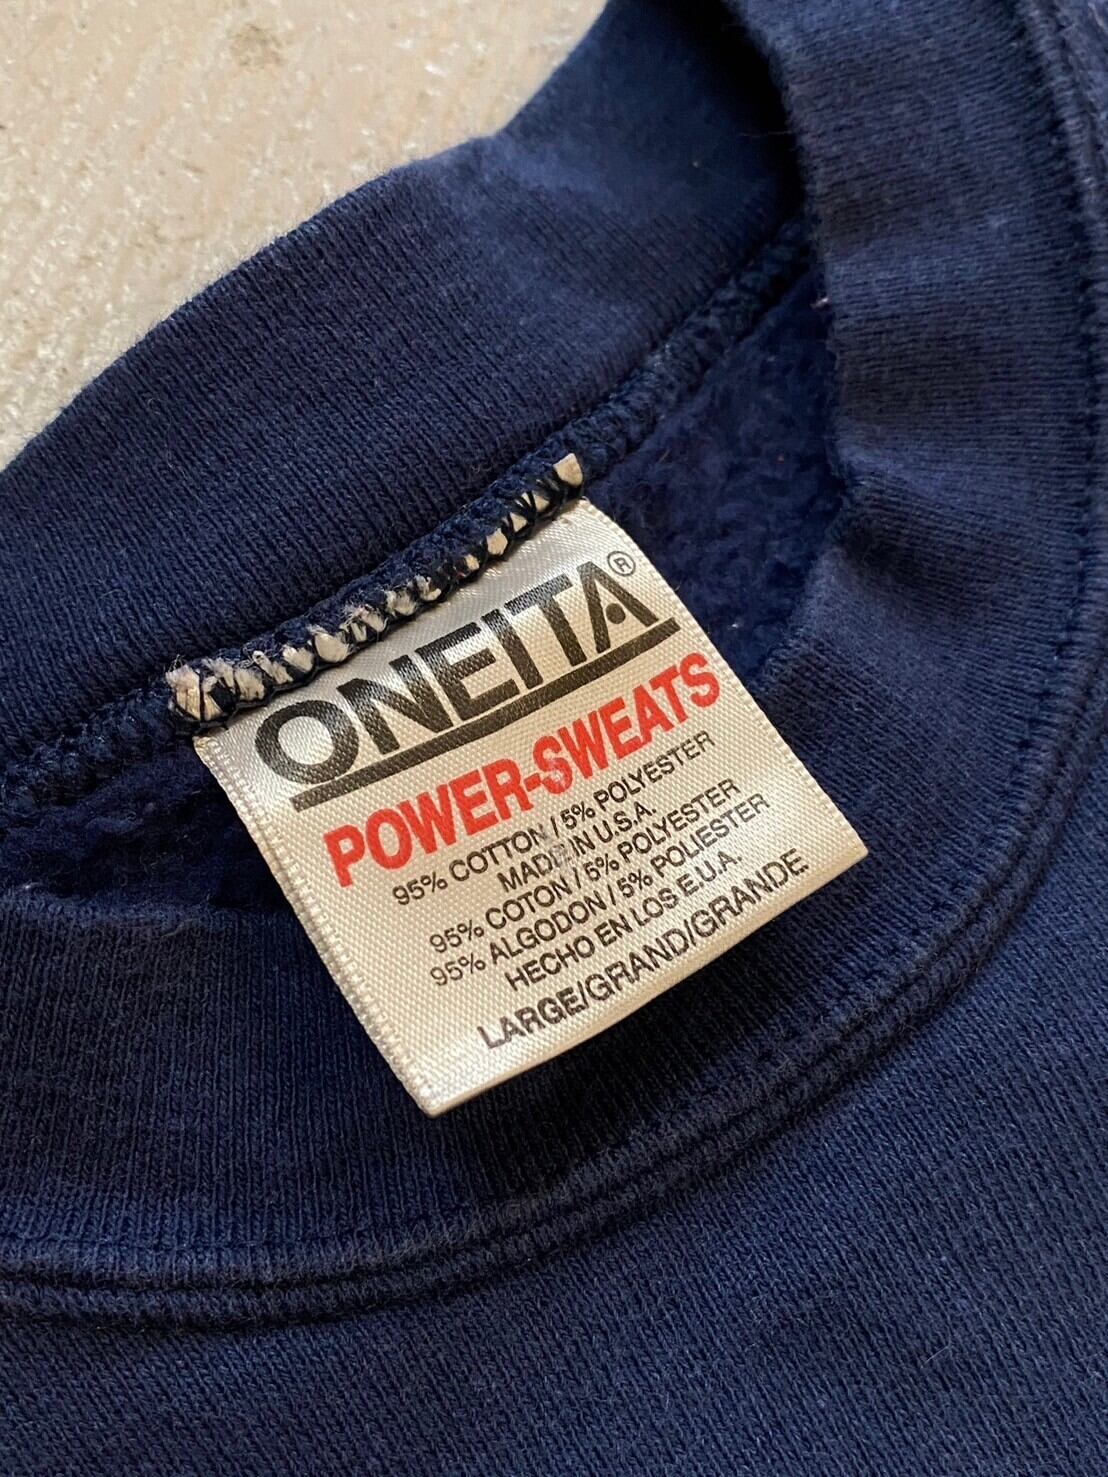 ONEITA®
POWER-SWEATS
95% COTTON / 5% POLYESTER
MADE IN U.S.A.
95% COTON / 5% POLYESTER
95% ALGODON / 5% POLIESTER
HECHO EN LOS E.U.A.
LARGE/GRAND/GRANDE